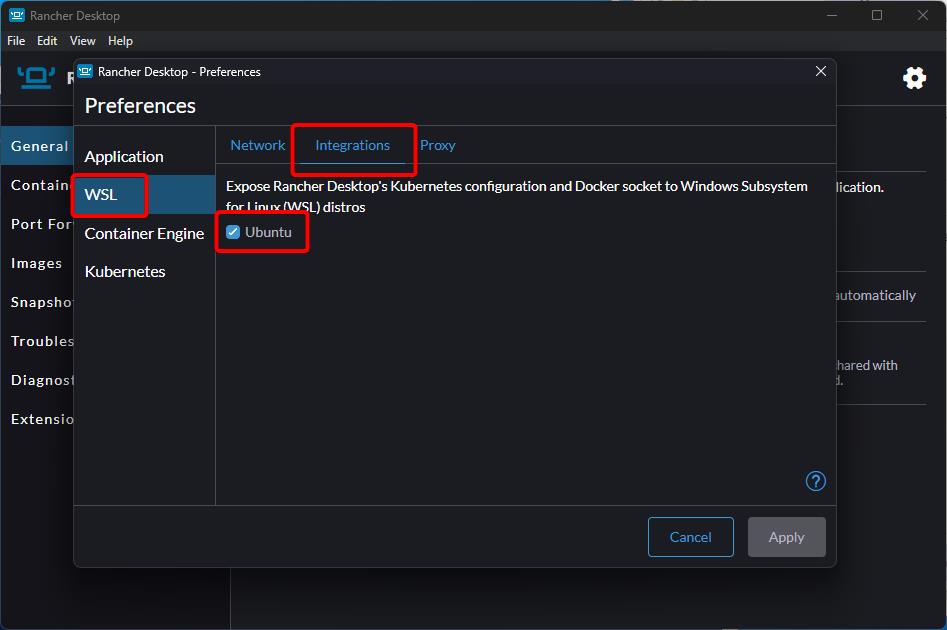 Rancher Desktop
File Edit View Help
Rancher Desktop - Preferences
Preferences
General
Application
WSL
Container Engine
Kubernetes
Network Integrations Proxy
Expose Rancher Desktop's Kubernetes configuration and Docker socket to Windows Subsystem
for Linux (WSL) distros
Ubuntu
Contain
Port For
Images
Snapsho
Troubles
Diagnost
Extensio
lication.
automatically
hared with
d.
?
Cancel Apply